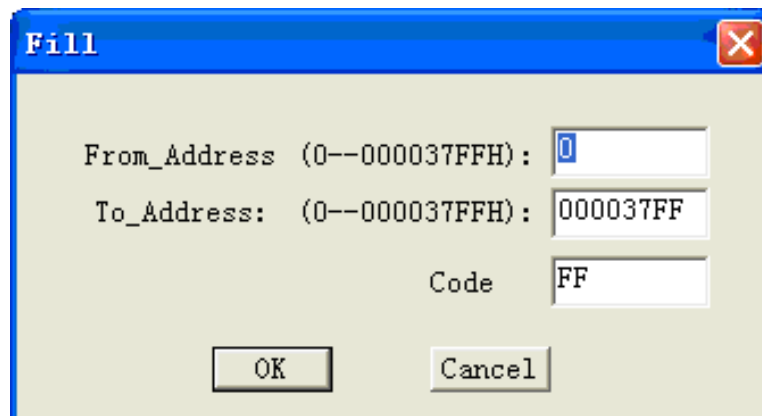 Fill
From_Address (0--000037FFH): 0
To_Address: (0--000037FFH): 000037FF
Code FF
OK Cancel